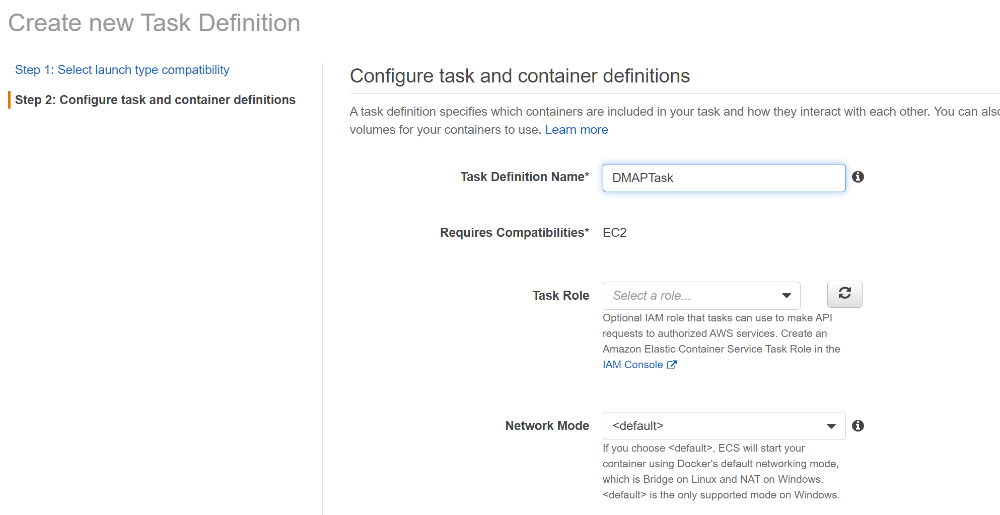 Create new Task Definition
Step 1: Select launch type compatibility
Step 2: Configure task and container definitions
Configure task and container definitions
A task definition specifies which containers are included in your task and how they interact with each other. You can also
volumes for your containers to use. Learn more
Task Definition Name*
DMAPTask
Requires Compatibilities*
EC2
Task Role
Select a role...
Optional IAM role that tasks can use to make API
requests to authorized AWS services. Create an
Amazon Elastic Container Service Task Role in the
IAM Console
Network Mode
<default>
If you choose <default>, ECS will start your
container using Docker's default networking mode,
which is Bridge on Linux and NAT on Windows.
<default> is the only supported mode on Windows.